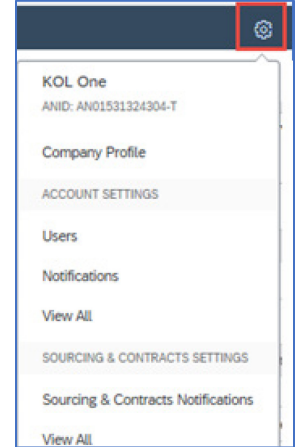 KOL One
ANID: AN01531324304-T
Company Profile
ACCOUNT SETTINGS
Users
Notifications
View All
SOURCING & CONTRACTS SETTINGS
Sourcing & Contracts Notifications
View All